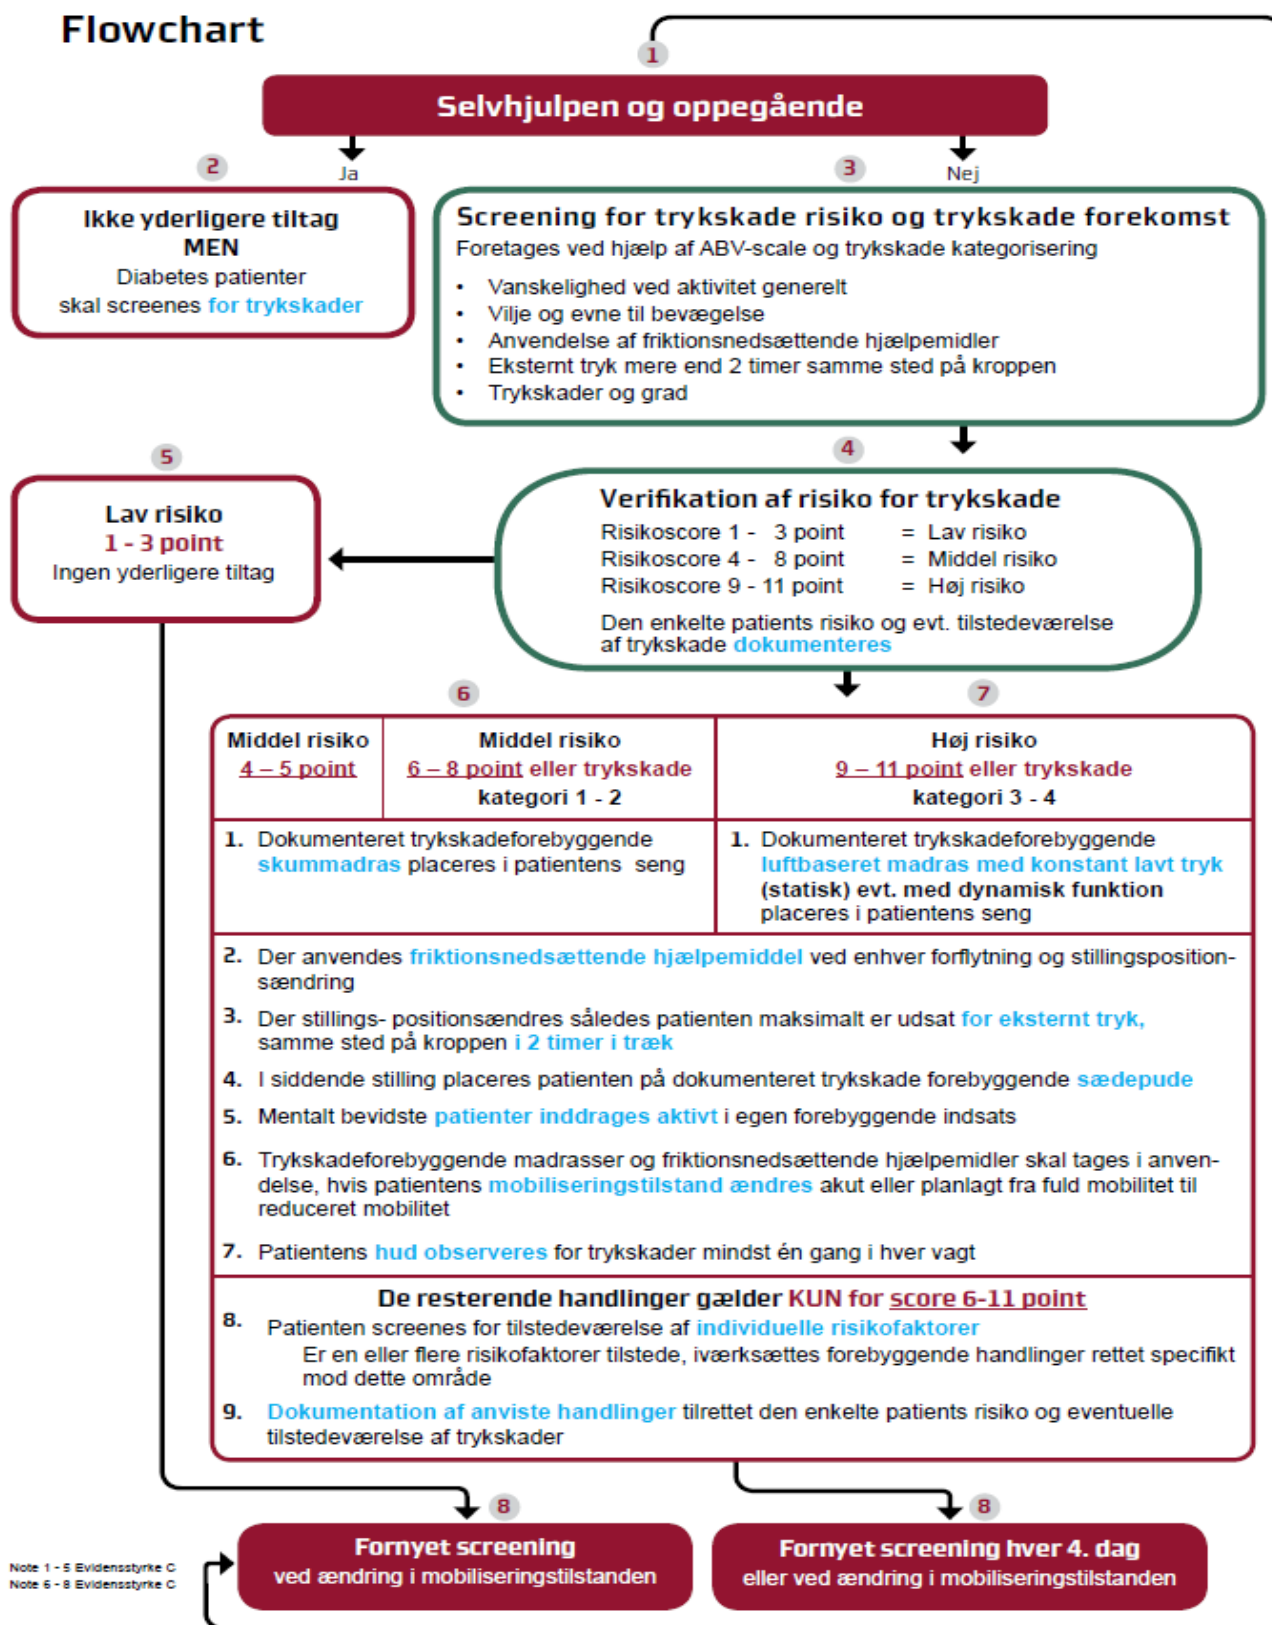 Flowchart
1
Selvhjulpen og oppegående
2
Ja
3
Nej
Ikke yderligere tiltag
MEN
Diabetes patienter
skal screenes for trykskader
Screening for trykskade risiko og trykskade forekomst
Foretages ved hjælp af ABV-scale og trykskade kategorisering
• Vanskelighed ved aktivitet generelt
• Vilje og evne til bevægelse
• Anvendelse af friktionsnedsættende hjælpemidler
• Eksternt tryk mere end 2 timer samme sted på kroppen
• Trykskader og grad
4
5
Verifikation af risiko for trykskade
Risikoscore 1 - 3 point = Lav risiko
Risikoscore 4 - 8 point = Middel risiko
Risikoscore 9 - 11 point = Høj risiko
Den enkelte patients risiko og evt. tilstedeværelse
af trykskade dokumenteres
Lav risiko
1 - 3 point
Ingen yderligere tiltag
6
7
Middel risiko
4 – 5 point
Middel risiko
6 – 8 point eller trykskade
kategori 1 - 2
Høj risiko
9 – 11 point eller trykskade
kategori 3 - 4
1. Dokumenteret trykskadeforebyggende
skummadras placeres i patientens seng
1. Dokumenteret trykskadeforebyggende
luftbaseret madras med konstant lavt tryk
(statisk) evt. med dynamisk funktion
placeres i patientens seng
2. Der anvendes friktionsnedsættende hjælpemiddel ved enhver forflytning og stillingsposition-
sændring
3. Der stillings- positionsændres således patienten maksimalt er udsat for eksternt tryk,
samme sted på kroppen i 2 timer i træk
4. I siddende stilling placeres patienten på dokumenteret trykskade forebyggende sædepude
5. Mentalt bevidste patienter inddrages aktivt i egen forebyggende indsats
6. Trykskadeforebyggende madrasser og friktionsnedsættende hjælpemidler skal tages i anven-
delse, hvis patientens mobiliseringstilstand ændres akut eller planlagt fra fuld mobilitet til
reduceret mobilitet
7. Patientens hud observeres for trykskader mindst én gang i hver vagt
De resterende handlinger gælder KUN for score 6-11 point
8. Patienten screenes for tilstedeværelse af individuelle risikofaktorer
Er en eller flere risikofaktorer tilstede, iværksættes forebyggende handlinger rettet specifikt
mod dette område
9. Dokumentation af anviste handlinger tilrettet den enkelte patients risiko og eventuelle
tilstedeværelse af trykskader
8
8
Fornyet screening
ved ændring i mobiliseringstilstanden
Fornyet screening hver 4. dag
eller ved ændring i mobiliseringstilstanden
Note 1 - 5 Evidensstyrke C
Note 6 - 8 Evidensstyrke C